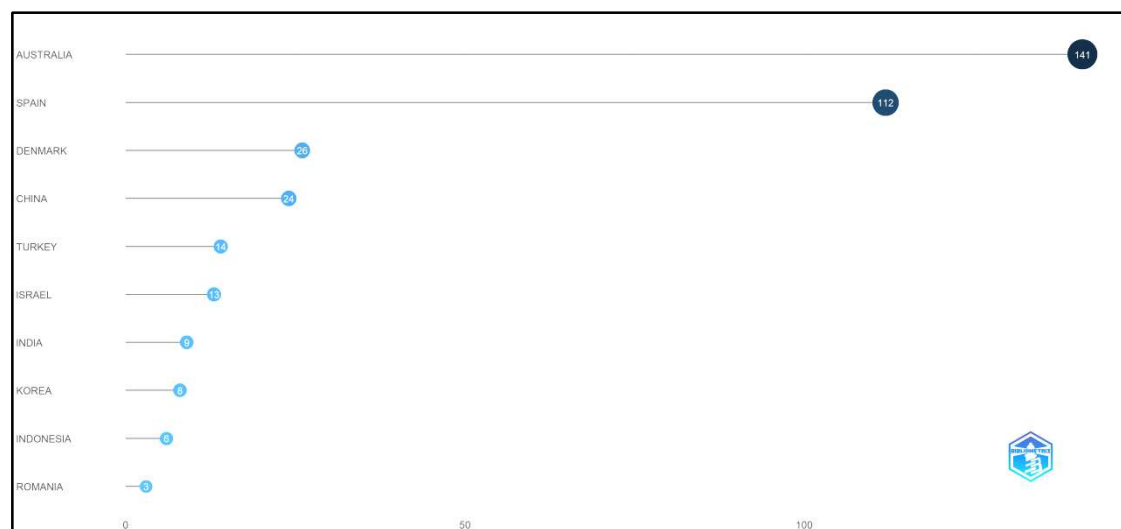 AUSTRALIA 141
SPAIN 112
DENMARK 26
CHINA 24
TURKEY 14
ISRAEL 13
INDIA 9
KOREA 8
INDONESIA 6
BIBLIOMETRIX
ROMANIA 3
0 50 100